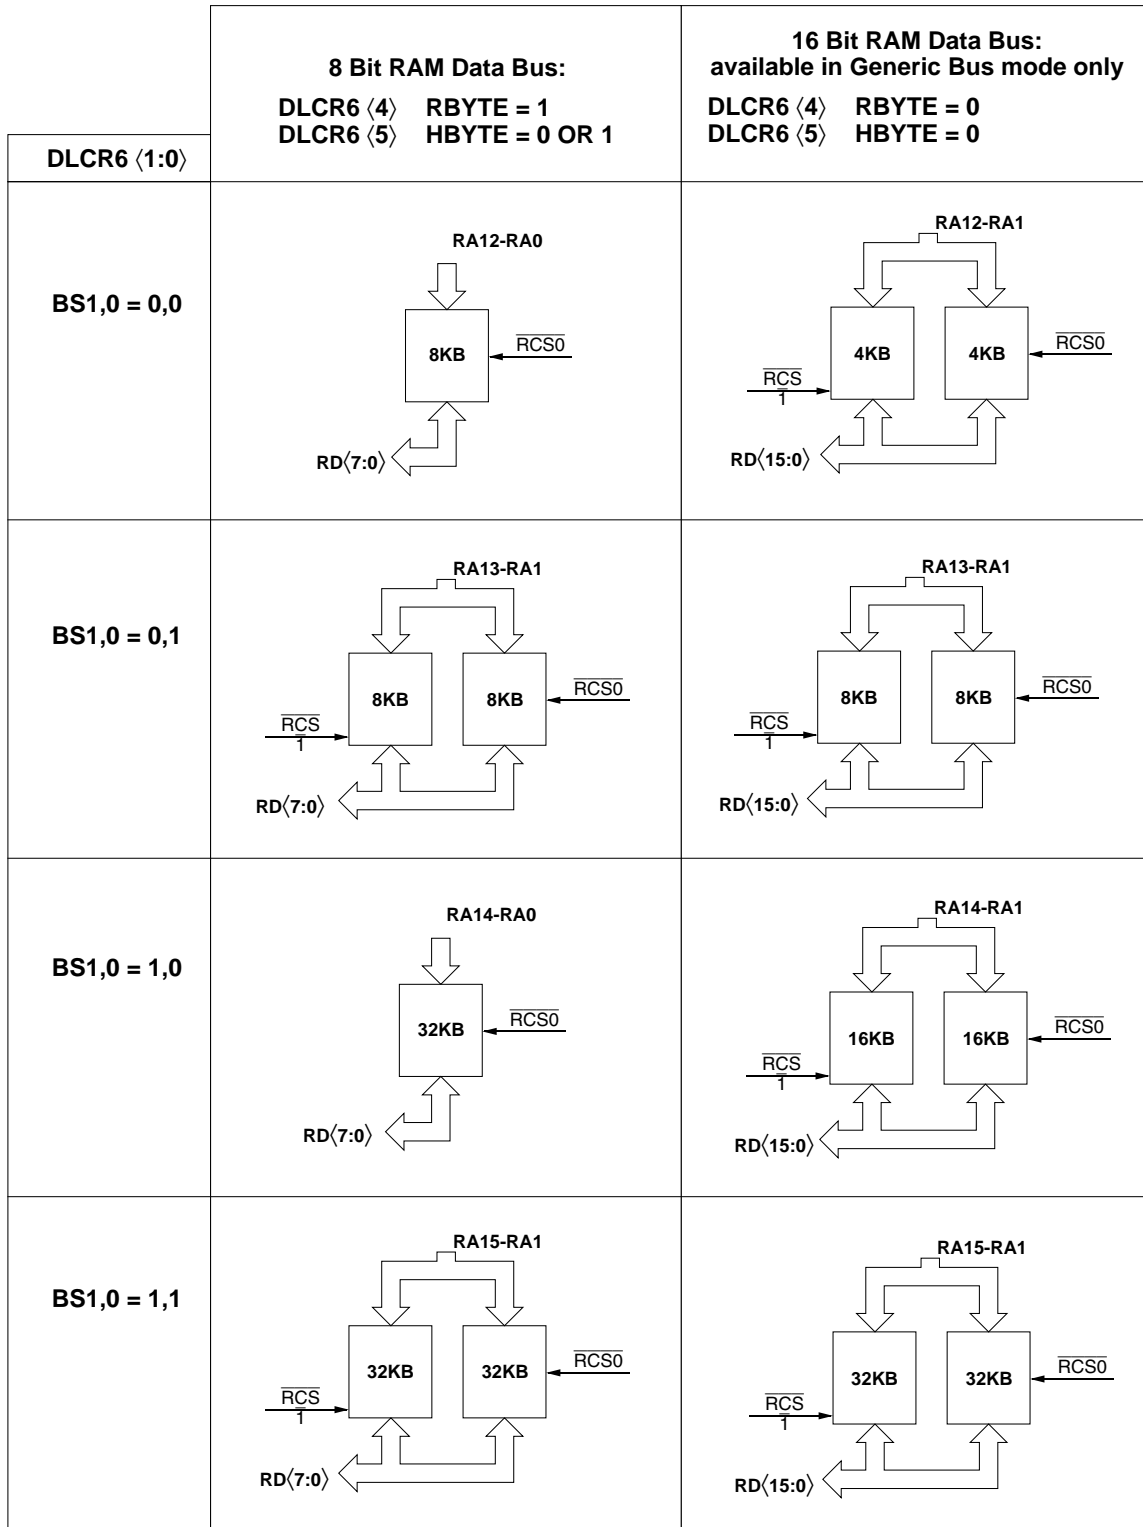 8 Bit RAM Data Bus:
DLCR6 ⟨4⟩ RBYTE = 1
DLCR6 ⟨5⟩ HBYTE = 0 OR 1
16 Bit RAM Data Bus:
available in Generic Bus mode only
DLCR6 ⟨4⟩ RBYTE = 0
DLCR6 ⟨5⟩ HBYTE = 0
DLCR6 ⟨1:0⟩
BS1,0 = 0,0
RA12-RA0
8KB
RCS0
RD⟨7:0⟩
RA12-RA1
4KB
4KB
RCS0
RCS
1
RD⟨15:0⟩
BS1,0 = 0,1
RA13-RA1
8KB
8KB
RCS0
RCS
1
RD⟨7:0⟩
RA13-RA1
8KB
8KB
RCS0
RCS
1
RD⟨15:0⟩
BS1,0 = 1,0
RA14-RA0
32KB
RCS0
RD⟨7:0⟩
RA14-RA1
16KB
16KB
RCS0
RCS
1
RD⟨15:0⟩
BS1,0 = 1,1
RA15-RA1
32KB
32KB
RCS0
RCS
1
RD⟨7:0⟩
RA15-RA1
32KB
32KB
RCS0
RCS
1
RD⟨15:0⟩